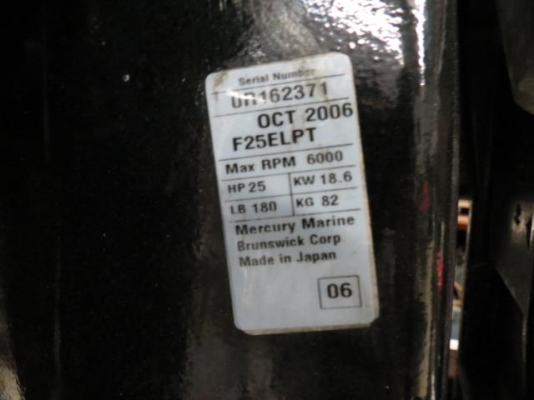 Serial Number
0R162371
OCT 2006
F25ELPT
Max RPM 6000
HP 25 KW 18.6
LB 180 KG 82
Mercury Marine
Brunswick Corp
Made in Japan
06